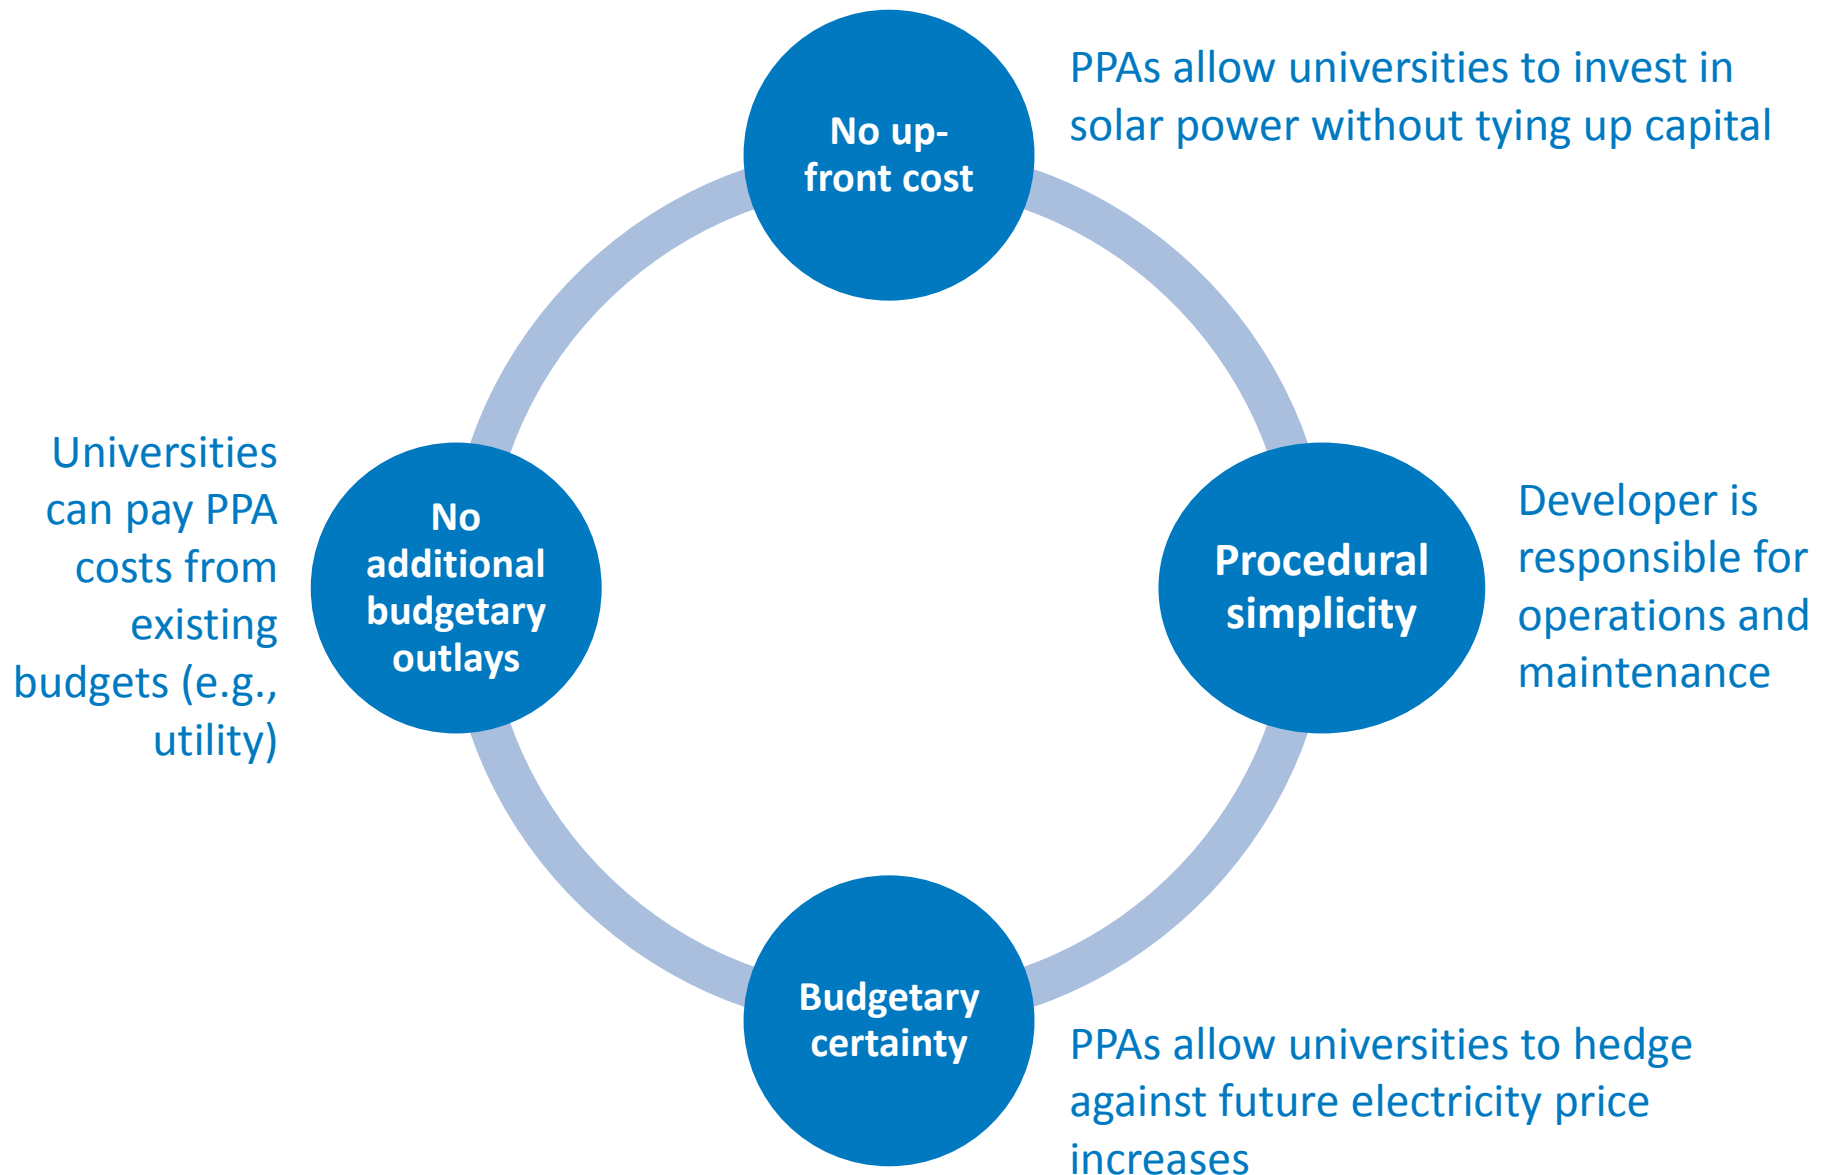 No up-
front cost
PPAs allow universities to invest in
solar power without tying up capital
Procedural
simplicity
Developer is
responsible for
operations and
maintenance
Budgetary
certainty
PPAs allow universities to hedge
against future electricity price
increases
No
additional
budgetary
outlays
Universities
can pay PPA
costs from
existing
budgets (e.g.,
utility)